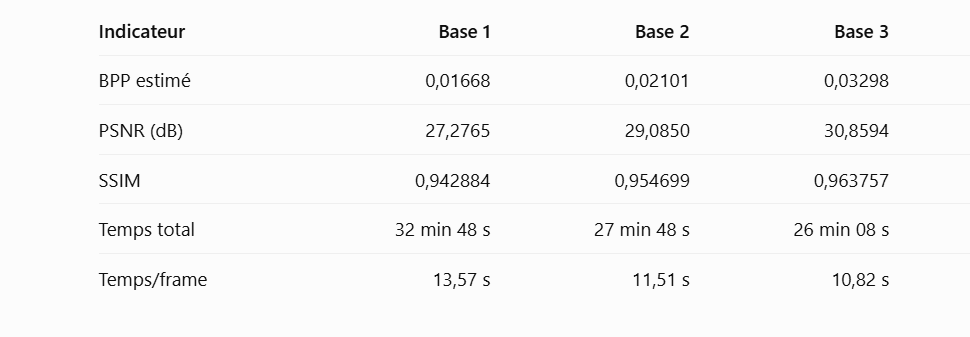 Indicateur Base 1 Base 2 Base 3
BPP estimé 0,01668 0,02101 0,03298
PSNR (dB) 27,2765 29,0850 30,8594
SSIM 0,942884 0,954699 0,963757
Temps total 32 min 48 s 27 min 48 s 26 min 08 s
Temps/frame 13,57 s 11,51 s 10,82 s